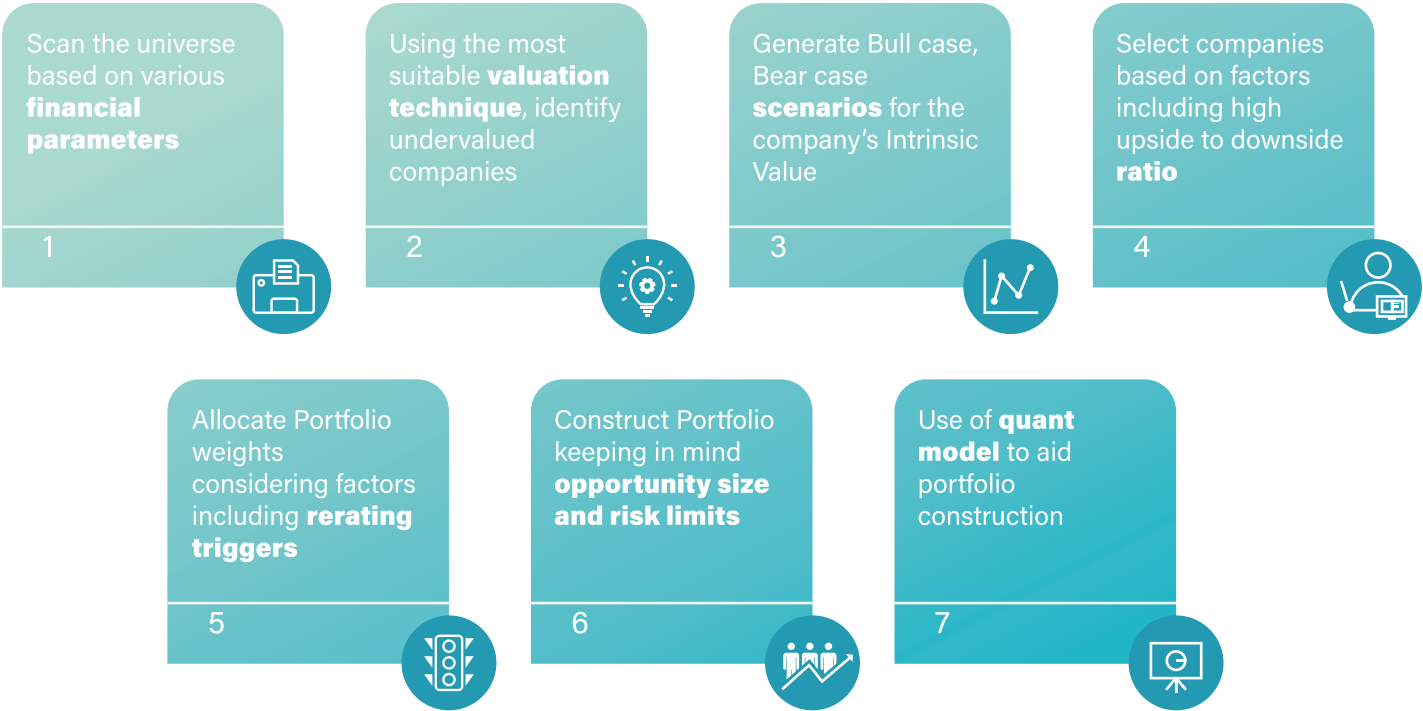 Scan the universe
based on various
financial
parameters
1
Using the most
suitable valuation
technique, identify
undervalued
companies
2
Generate Bull case,
Bear case
scenarios for the
company's Intrinsic
Value
3
Select companies
based on factors
including high
upside to downside
ratio
4
Allocate Portfolio
weights
considering factors
including rerating
triggers
5
Construct Portfolio
keeping in mind
opportunity size
and risk limits
6
Use of quant
model to aid
portfolio
construction
7